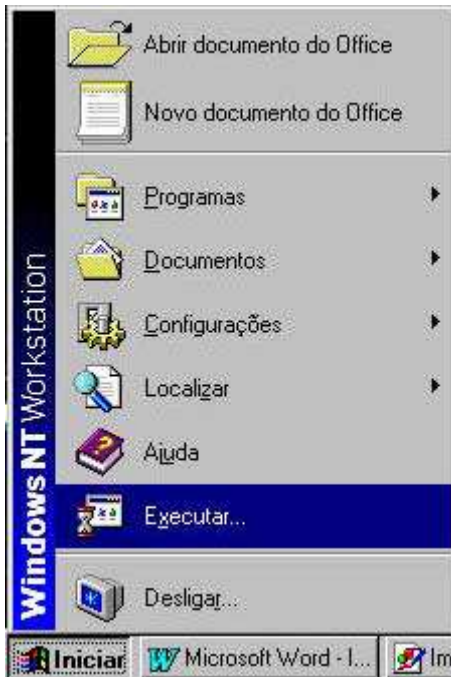 Abrir documento do Office
Novo documento do Office
Programas
Documentos
Configurações
Localizar
Ajuda
Executar...
Desligar...
Windows NT Workstation
Iniciar
Microsoft Word - I...
Im